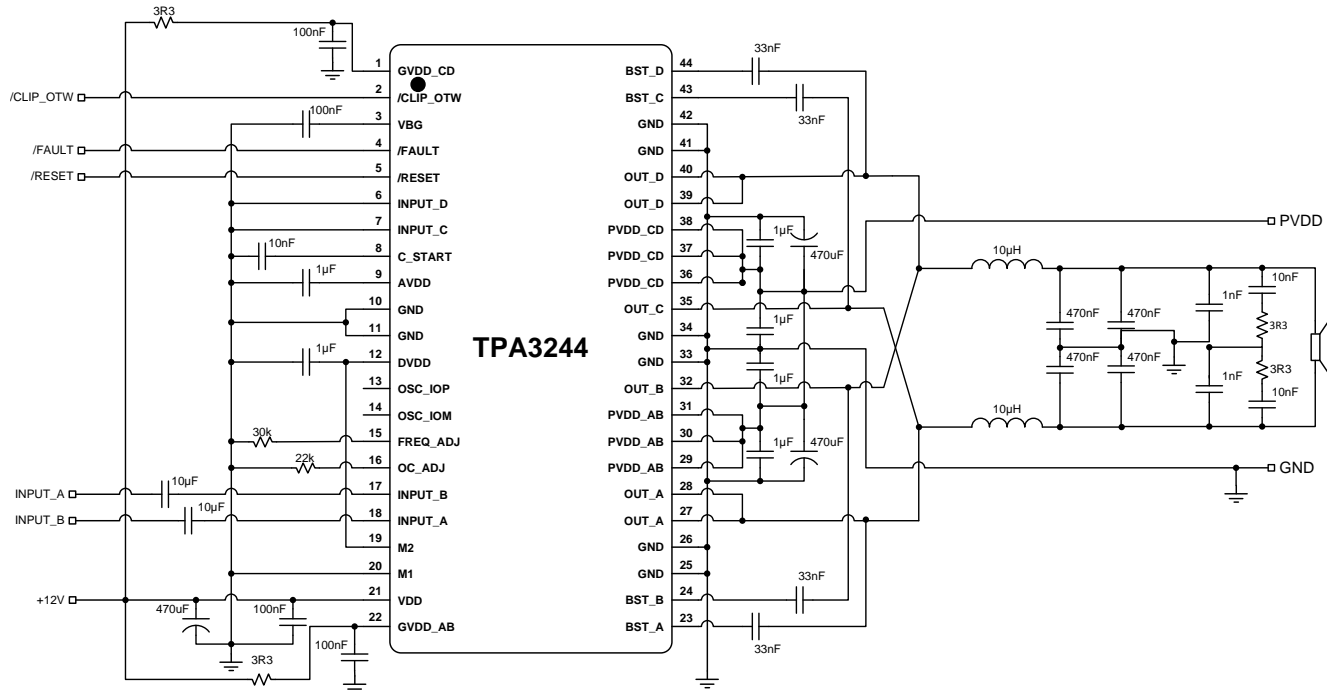 3R3
100nF
33nF
1 GVDD_CD BST_D 44
/CLIP_OTW 2 /CLIP_OTW BST_C 43
100nF 33nF
3 VBG GND 42
/FAULT 4 /FAULT GND 41
/RESET 5 /RESET OUT_D 40
6 INPUT_D OUT_D 39
7 INPUT_C PVDD_CD 38
PVDD
10nF 1µF 470uF
8 C_START PVDD_CD 37
1µF
9 AVDD PVDD_CD 36
10µH 10nF
10 GND OUT_C 35
1nF
11 GND GND 34
1µF 470nF 470nF 3R3
TPA3244
1µF
12 DVDD GND 33
470nF 470nF 3R3
1µF 1nF 10nF
13 OSC_IOP OUT_B 32
14 OSC_IOM PVDD_AB 31
10µH
30k
15 FREQ_ADJ PVDD_AB 30
1µF 470uF
22k
16 OC_ADJ PVDD_AB 29
GND
10µF
INPUT_A 17 INPUT_B OUT_A 28
10µF
INPUT_B 18 INPUT_A OUT_A 27
19 M2 GND 26
20 M1 GND 25
33nF
+12V 21 VDD BST_B 24
470uF 100nF
22 GVDD_AB BST_A 23
100nF
33nF
3R3